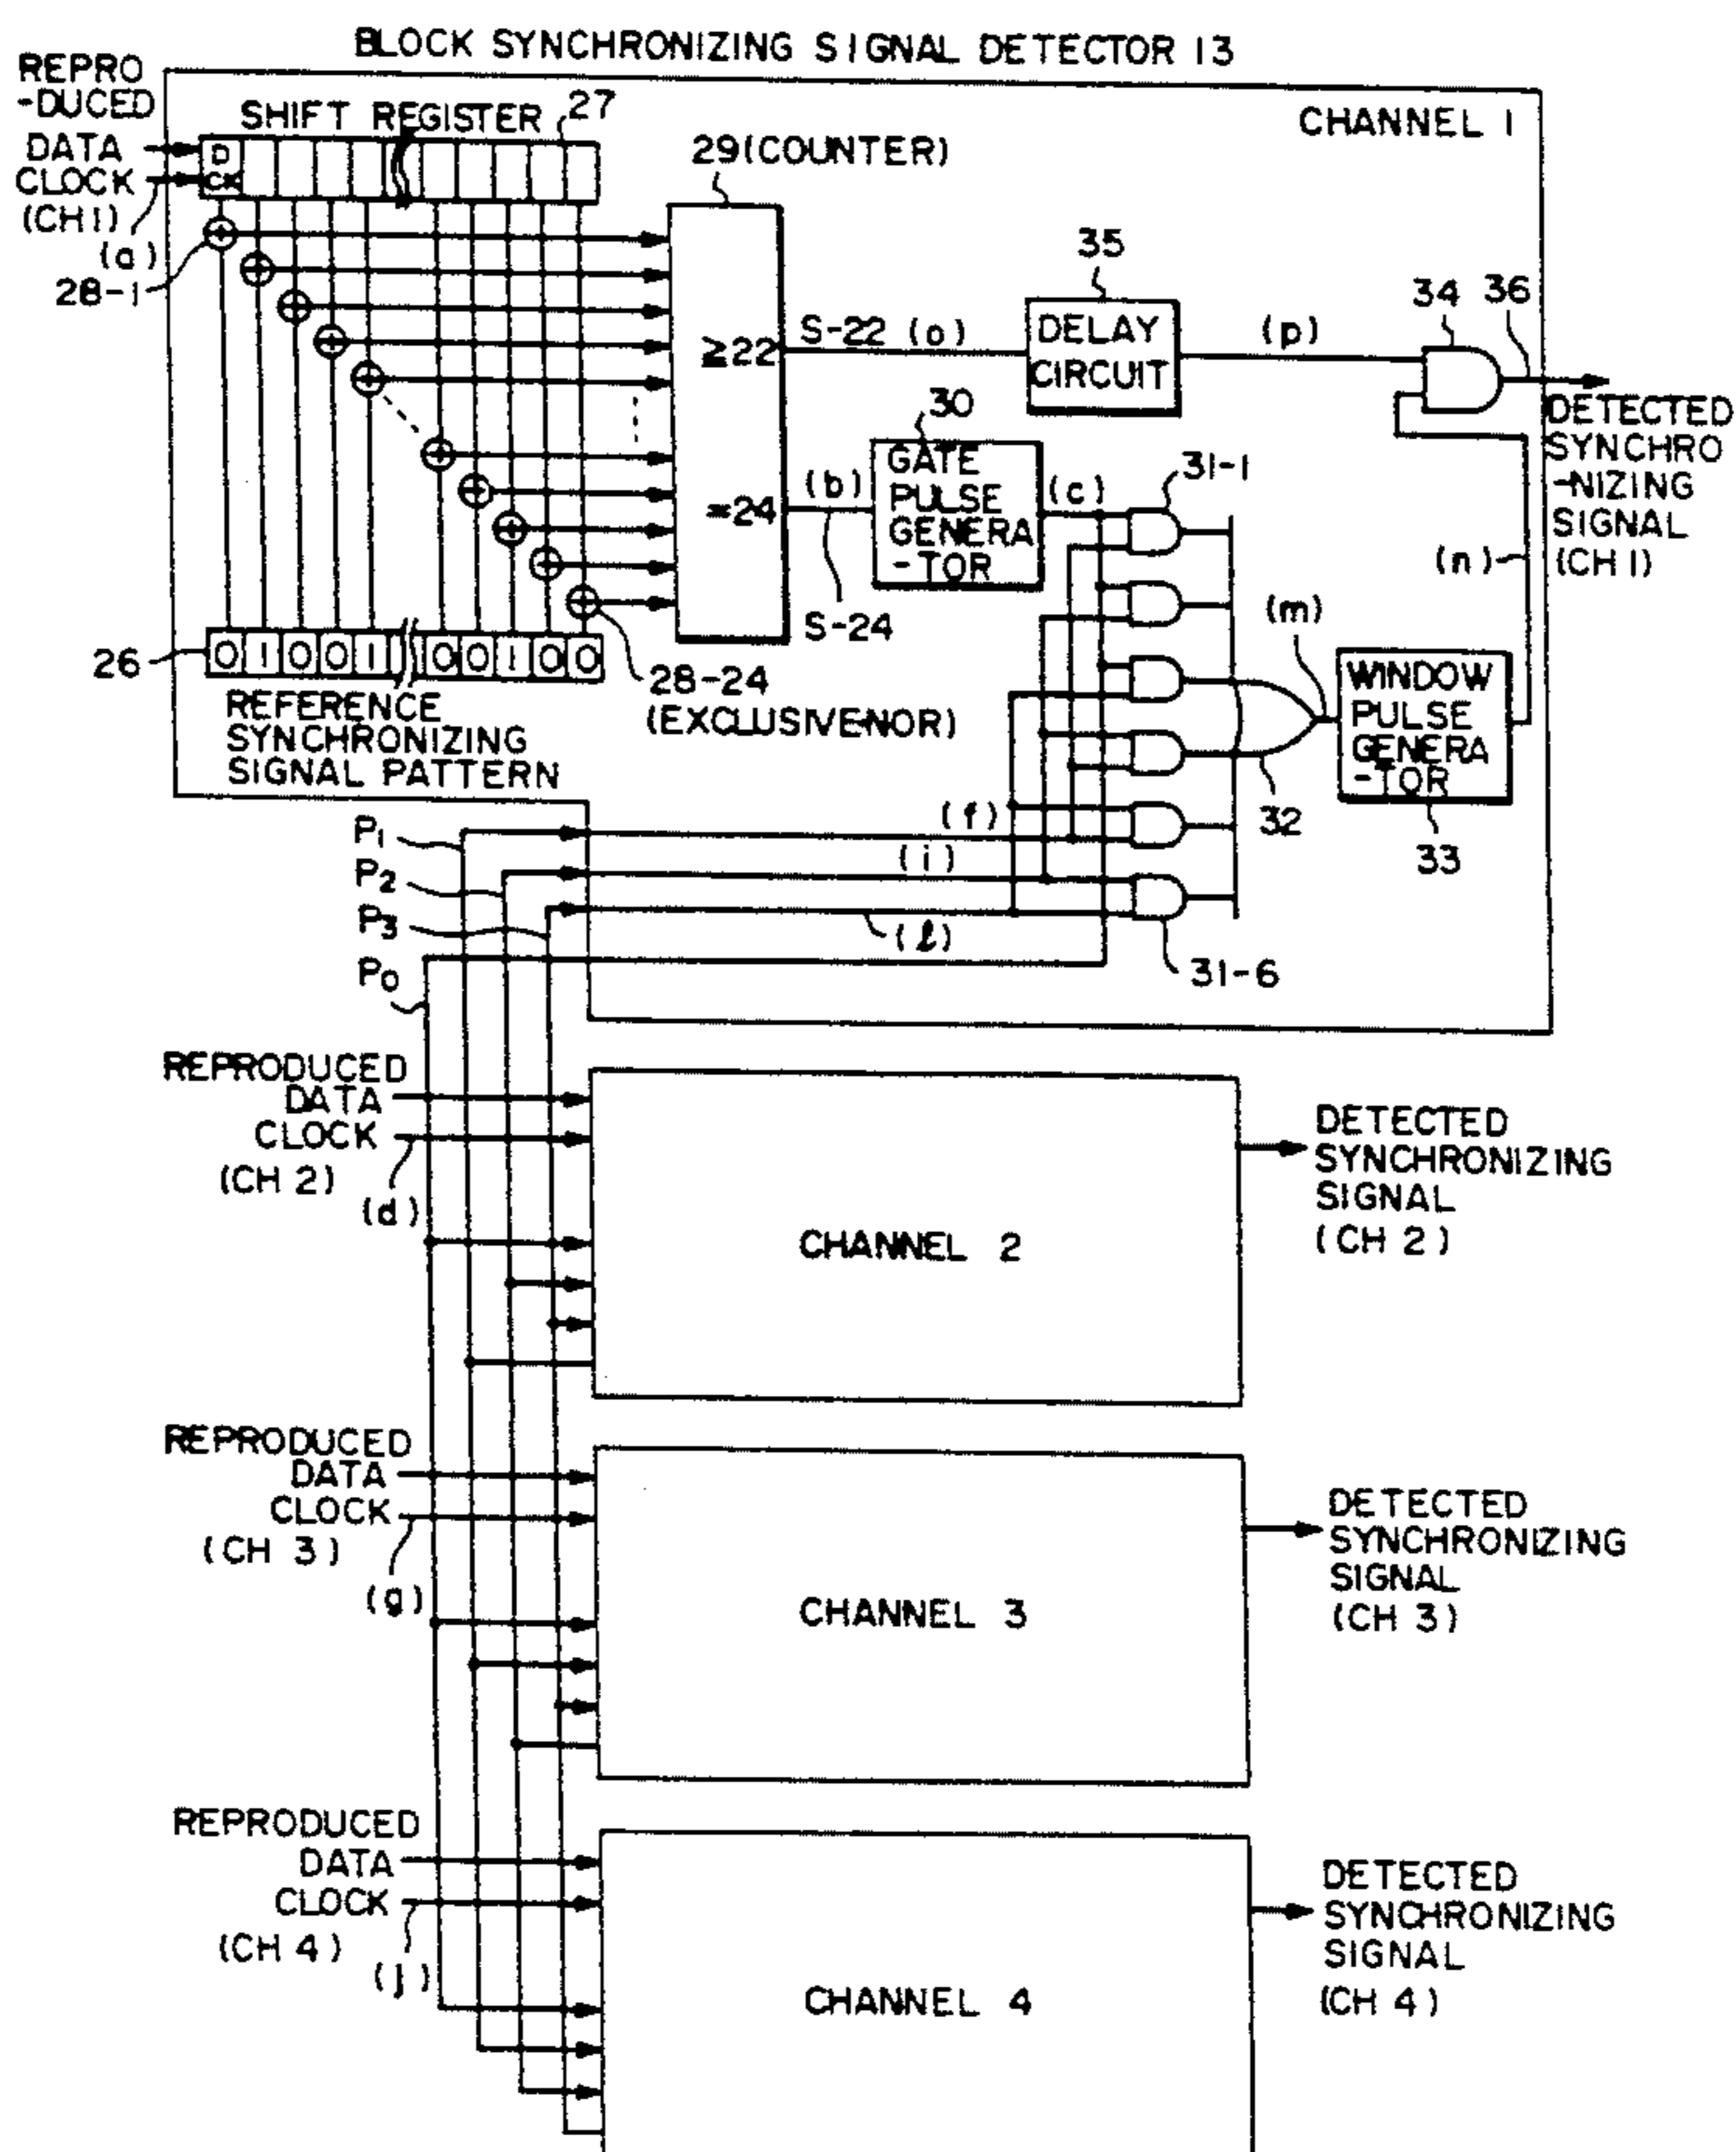 BLOCK SYNCHRONIZING SIGNAL DETECTOR 13
REPRO
-DUCED
DATA
CLOCK
(CH 1)
(a)
28-1
SHIFT REGISTER
27
D
CK
CHANNEL 1
29 (COUNTER)
≥22
=24
S-22 (o)
35
DELAY
CIRCUIT
(p)
34
36
DETECTED
SYNCHRO
-NIZING
SIGNAL
(CH 1)
(b)
S-24
30
GATE
PULSE
GENERA
-TOR
(c)
31-1
(n)
(m)
WINDOW
PULSE
GENERA
-TOR
32
33
26
0 1 0 0 1 0 0 1 0 0
28-24
(EXCLUSIVE-NOR)
REFERENCE
SYNCHRONIZING
SIGNAL PATTERN
P1
(f)
P2
(i)
P3
(l)
P0
31-6
REPRODUCED
DATA
CLOCK
(CH 2)
(d)
CHANNEL 2
DETECTED
SYNCHRONIZING
SIGNAL
(CH 2)
REPRODUCED
DATA
CLOCK
(CH 3)
(g)
CHANNEL 3
DETECTED
SYNCHRONIZING
SIGNAL
(CH 3)
REPRODUCED
DATA
CLOCK
(CH 4)
(j)
CHANNEL 4
DETECTED
SYNCHRONIZING
SIGNAL
(CH 4)